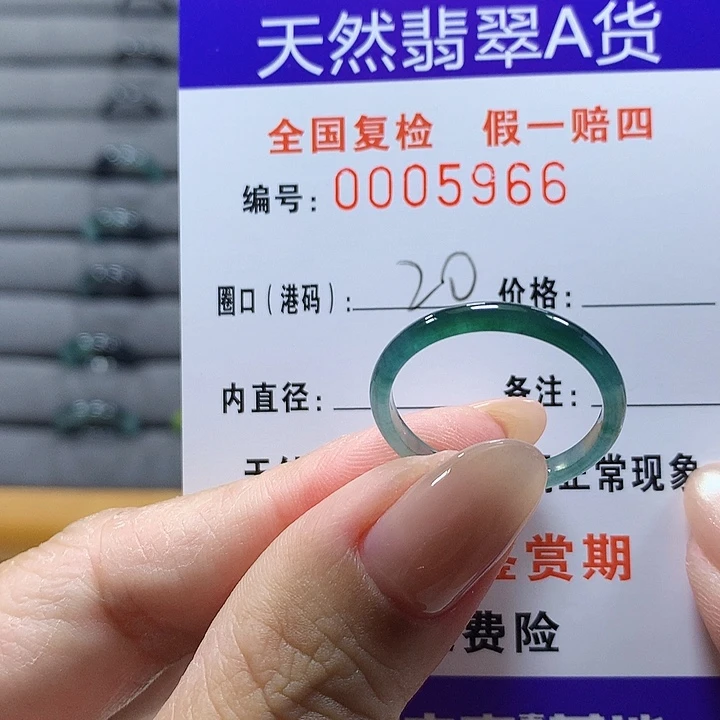 天然翡翠A货
全国复检 假一赔四
编号：0005966
圈口（港码）：20 价格：
内直径： 备注：
正常现象
赏期
费险